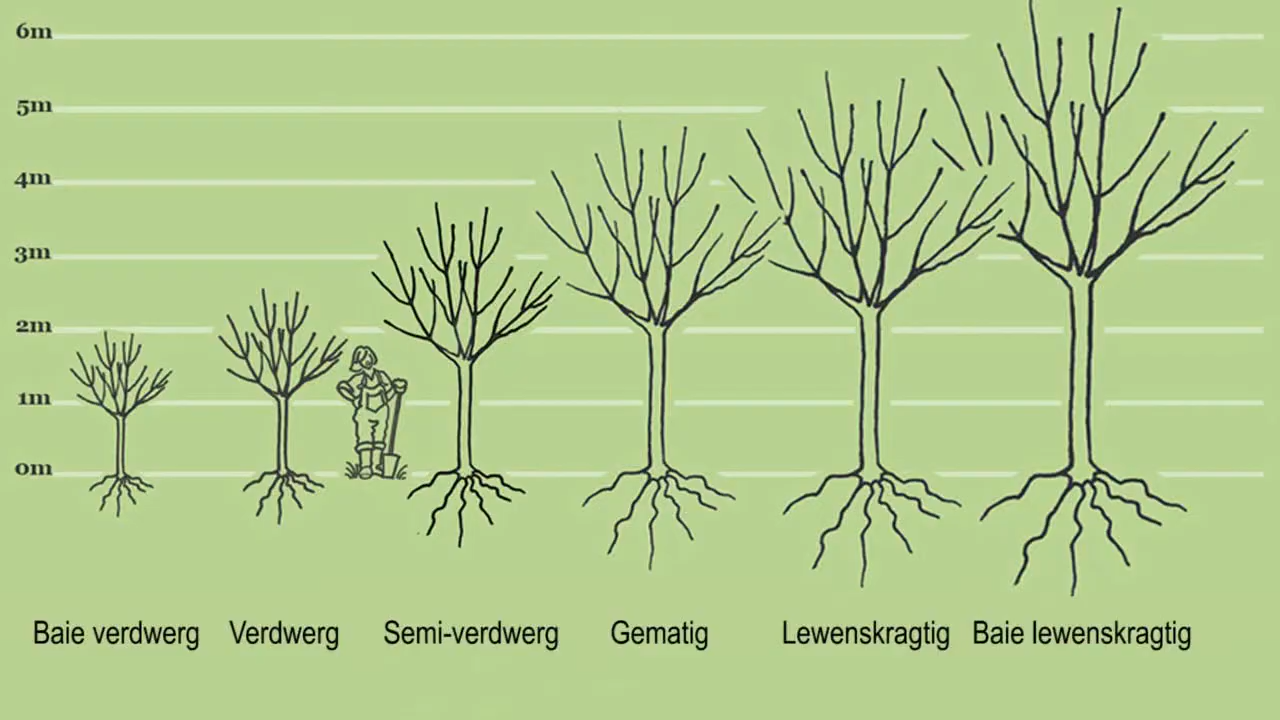 6m
5m
4m
3m
2m
1m
0m
Baie verdwerg Verdwerg Semi-verdwerg Gematig Lewenskragtig Baie lewenskragtig